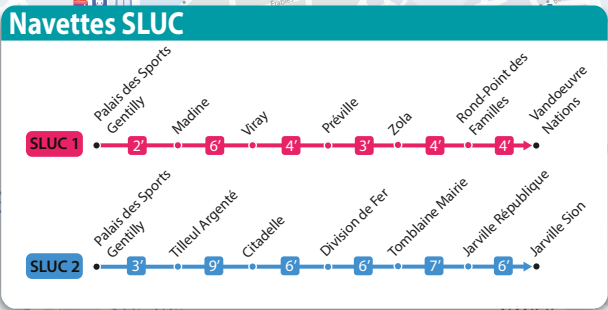 Navettes SLUC
SLUC 1
Palais des Sports
Gentilly
2'
Madine
6'
Viray
4'
Préville
3'
Zola
4'
Rond-Point des
Familles
4'
Vandoeuvre
Nations
SLUC 2
Palais des Sports
Gentilly
3'
Tilleul Argenté
9'
Citadelle
6'
Division de Fer
6'
Tomblaine Mairie
7'
Jarville République
6'
Jarville Sion